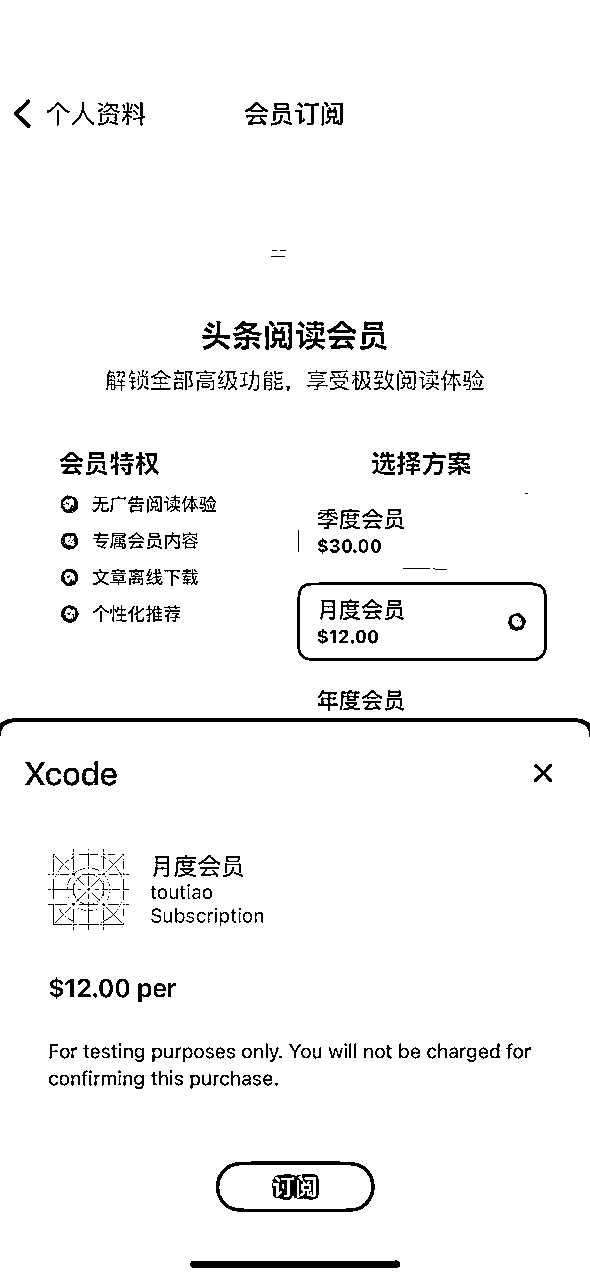 个人资料
会员订阅
头条阅读会员
解锁全部高级功能，享受极致阅读体验
会员特权
无广告阅读体验
专属会员内容
文章离线下载
个性化推荐
选择方案
季度会员
$30.00
月度会员
$12.00
年度会员
Xcode
月度会员
toutiao
Subscription
$12.00 per
For testing purposes only. You will not be charged for
confirming this purchase.
订阅